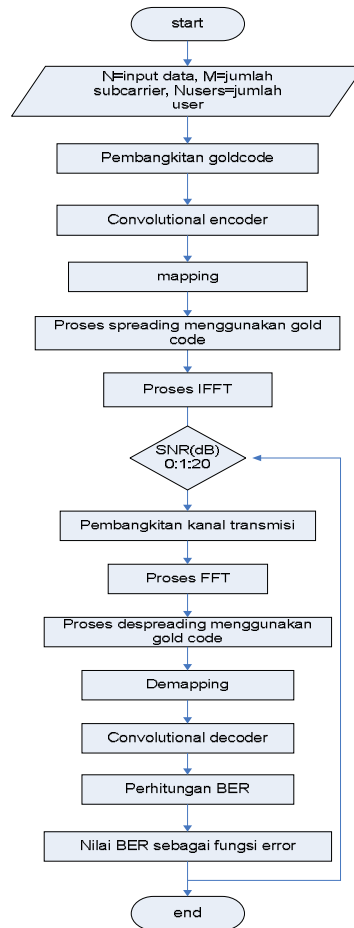 start
N=input data, M=jumlah
subcarrier, Nusers=jumlah
user
Pembangkitan goldcode
Convolutional encoder
mapping
Proses spreading menggunakan gold
code
Proses IFFT
SNR(dB)
0:1:20
Pembangkitan kanal transmisi
Proses FFT
Proses despreading menggunakan
gold code
Demapping
Convolutional decoder
Perhitungan BER
Nilai BER sebagai fungsi error
end